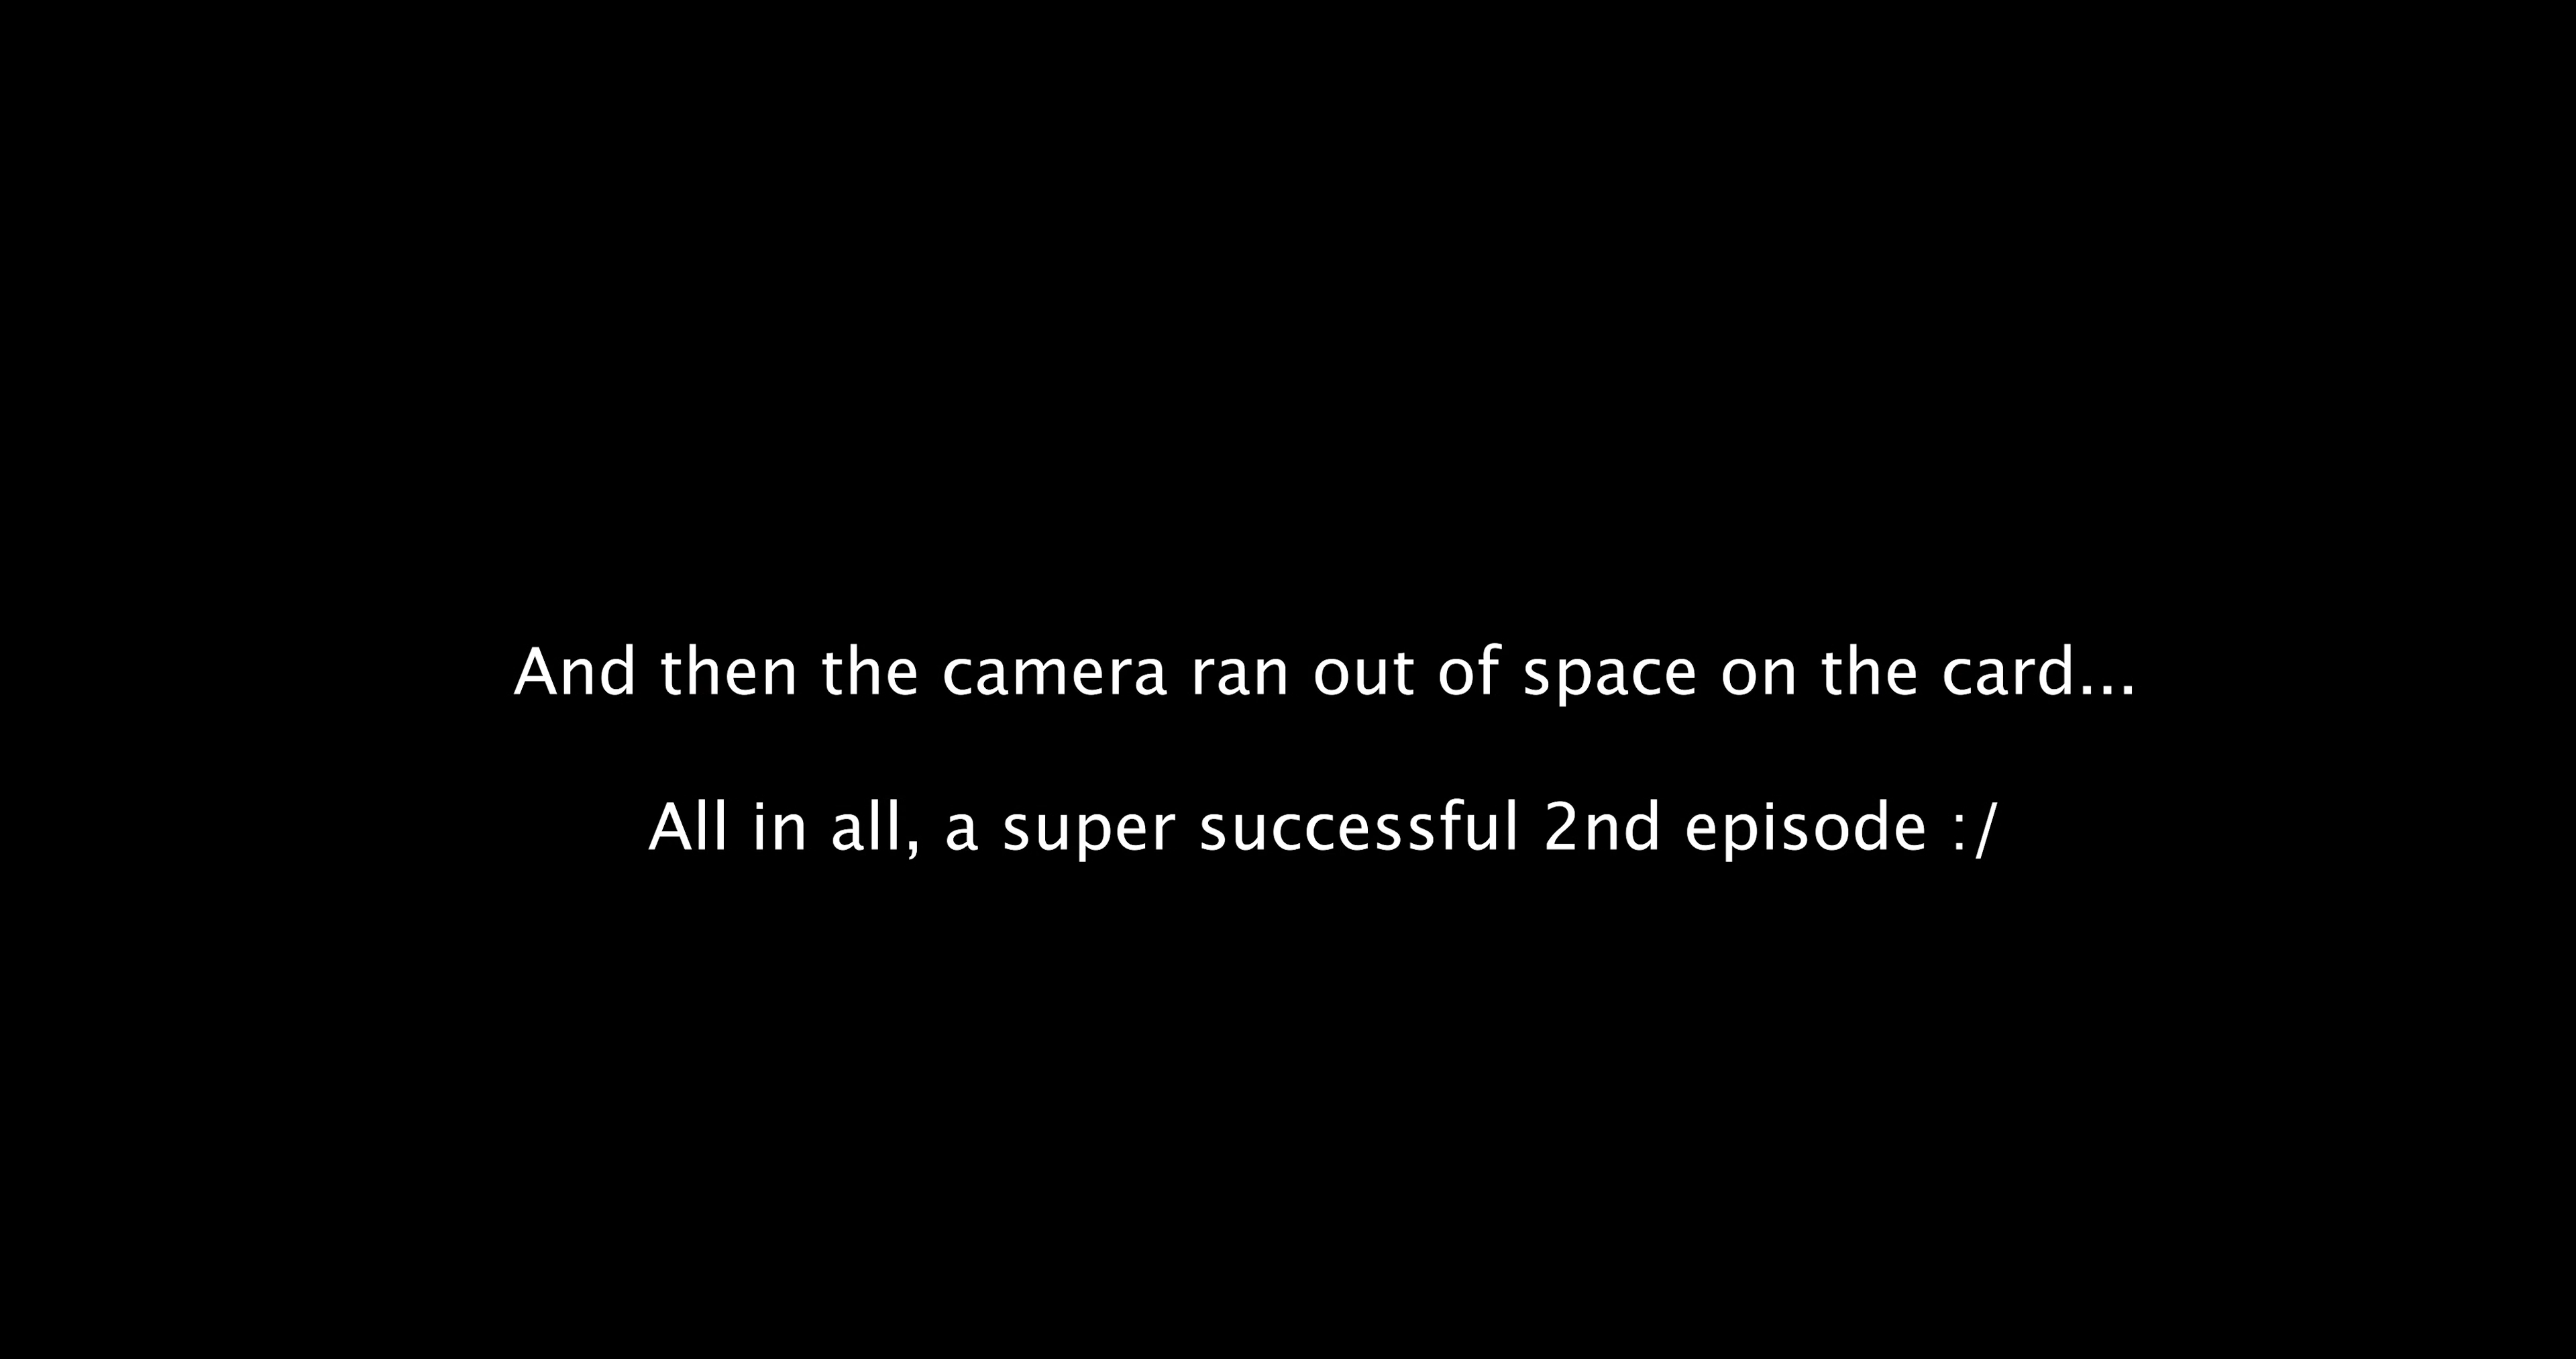 And then the camera ran out of space on the card...
All in all, a super successful 2nd episode :/